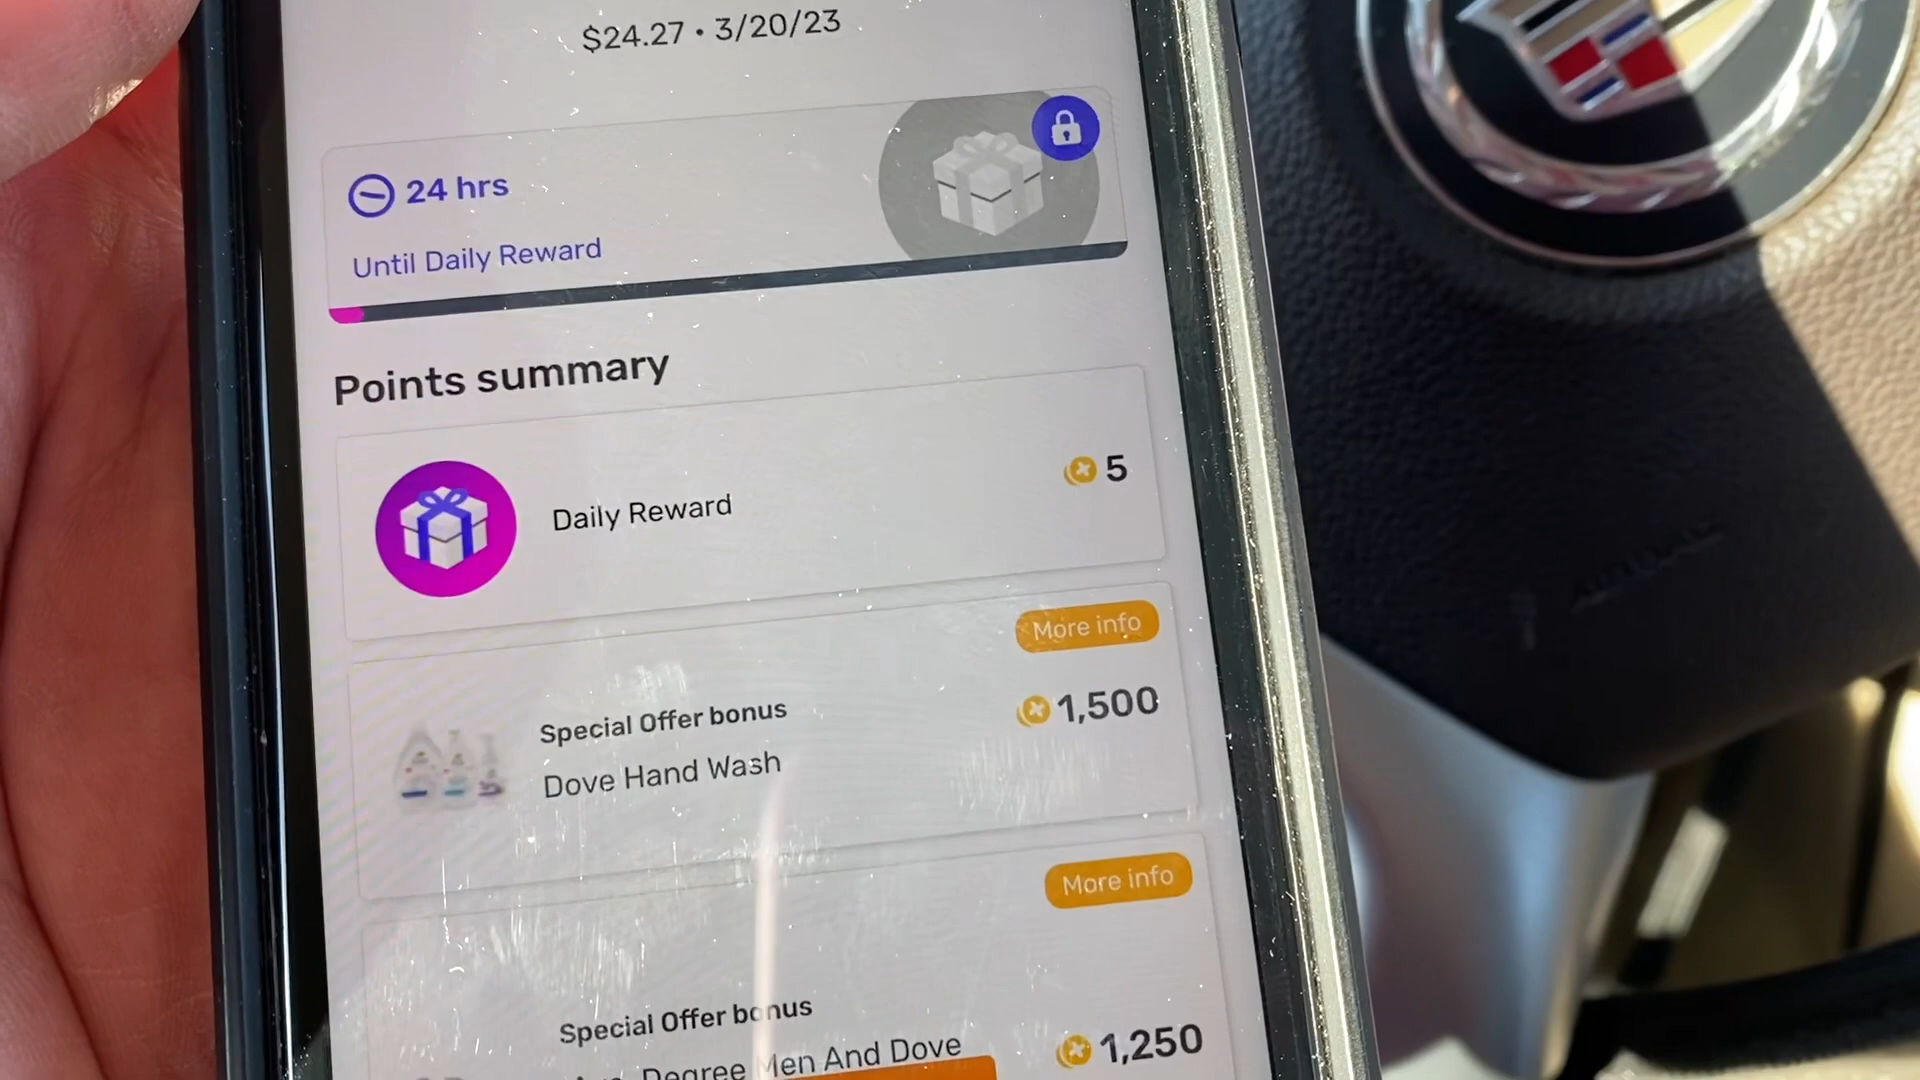 $24.27 • 3/20/23
24 hrs
Until Daily Reward
Points summary
Daily Reward
5
More info
Special Offer bonus
1,500
Dove Hand Wash
More info
Special Offer bonus
Degree Men And Dove
1,250